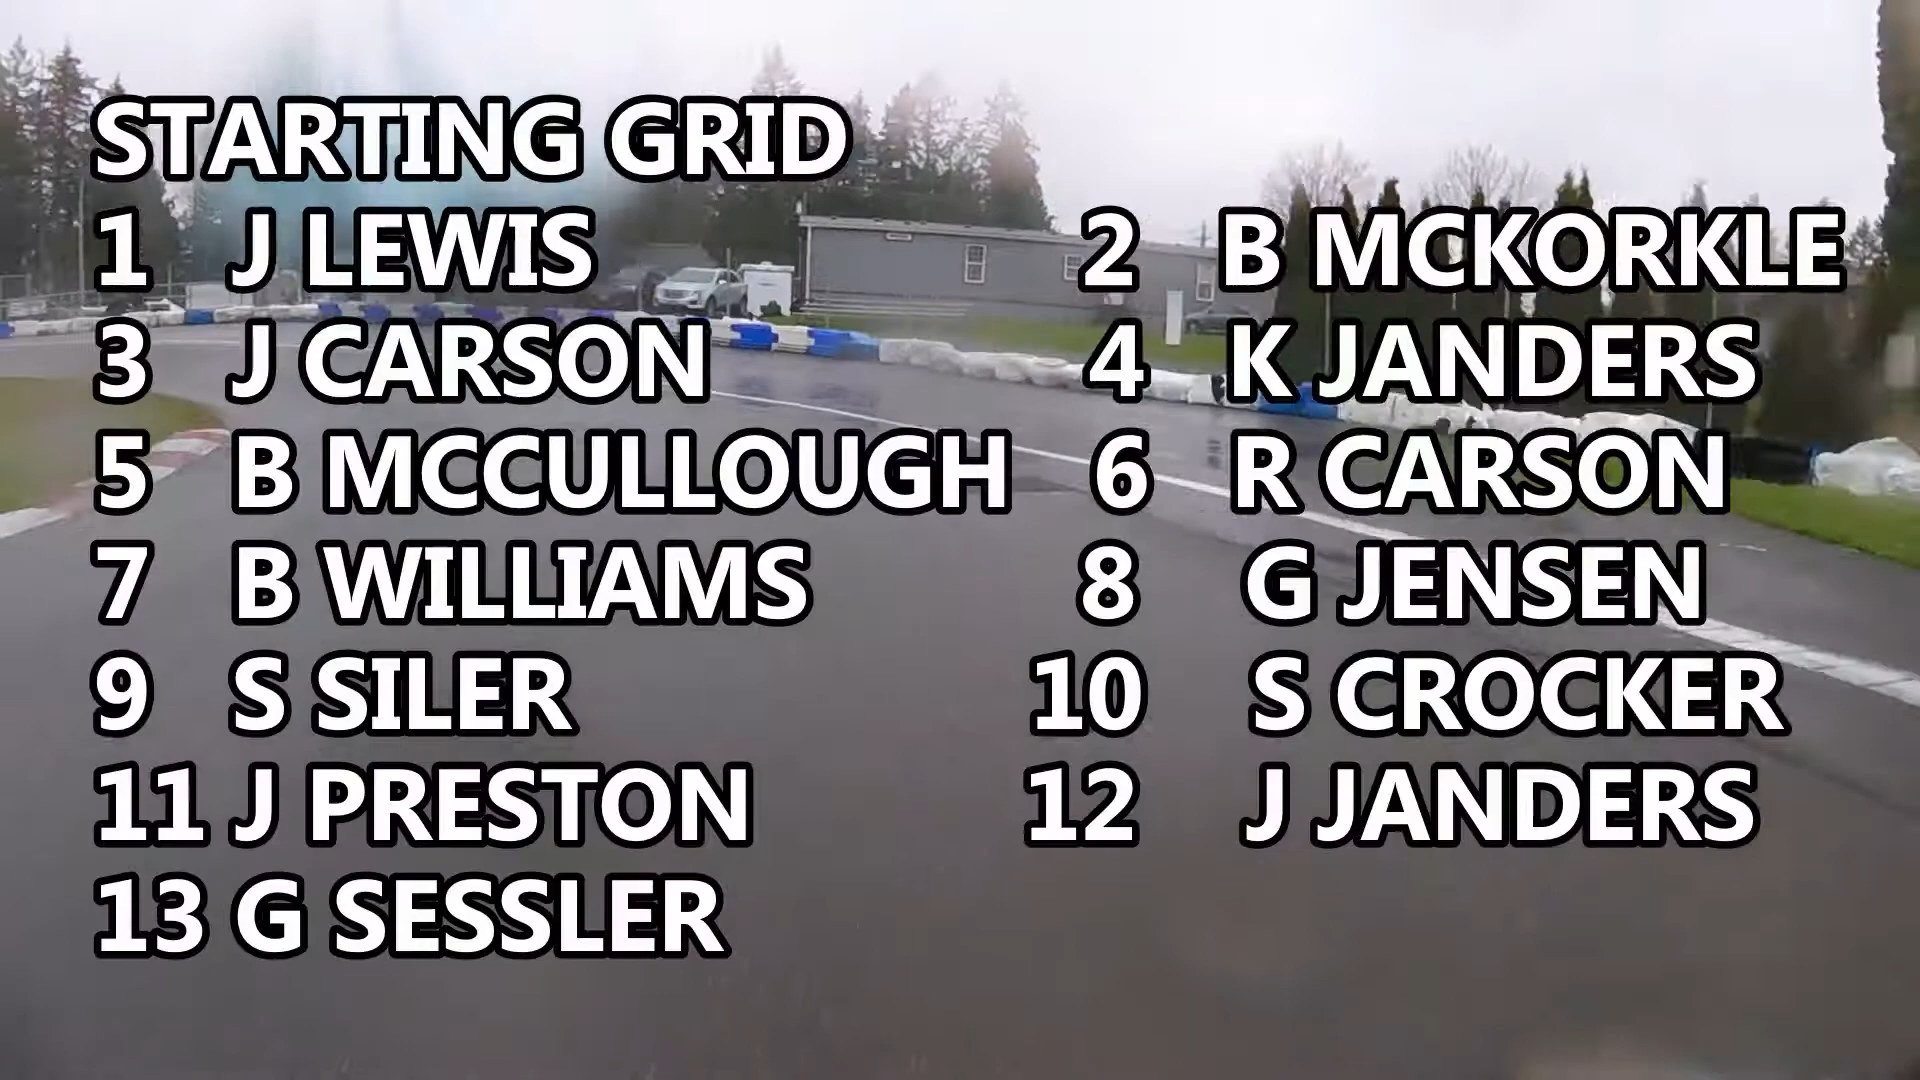 STARTING GRID
1 J LEWIS 2 B MCKORKLE
3 J CARSON 4 K JANDERS
5 B MCCULLOUGH 6 R CARSON
7 B WILLIAMS 8 G JENSEN
9 S SILER 10 S CROCKER
11 J PRESTON 12 J JANDERS
13 G SESSLER